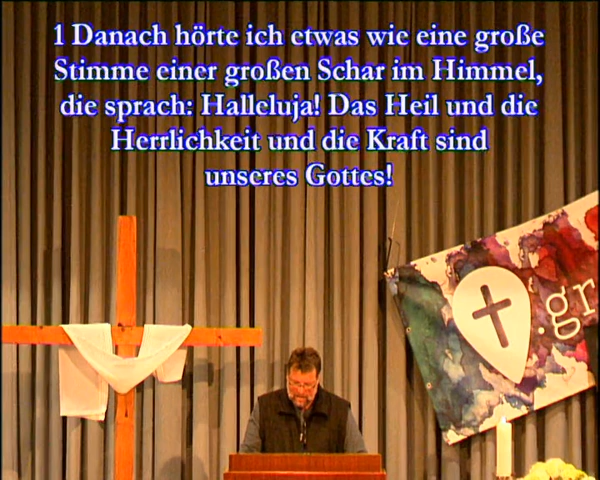 1 Danach hörte ich etwas wie eine große
Stimme einer großen Schar im Himmel,
die sprach: Halleluja! Das Heil und die
Herrlichkeit und die Kraft sind
unseres Gottes!
.gr